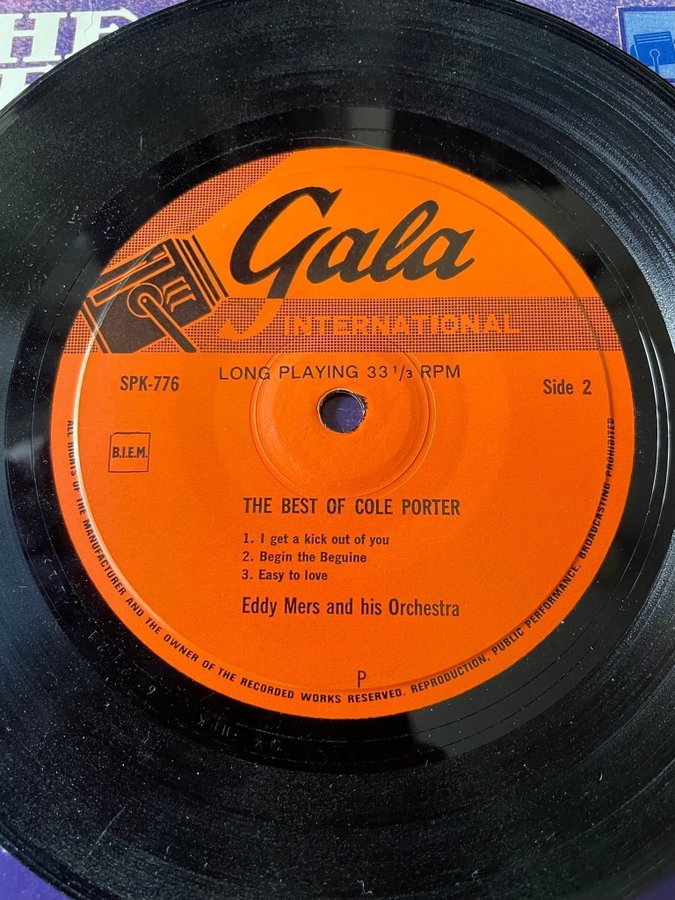 THE
Gala
INTERNATIONAL
LONG PLAYING 33 1/3 RPM
SPK-776
Side 2
B.I.E.M.
THE BEST OF COLE PORTER
1. I get a kick out of you
2. Begin the Beguine
3. Easy to love
Eddy Mers and his Orchestra
P
ALL RIGHTS OF THE MANUFACTURER AND THE OWNER OF THE RECORDED WORKS RESERVED. REPRODUCTION, PUBLIC PERFORMANCE, BROADCASTING PROHIBITED